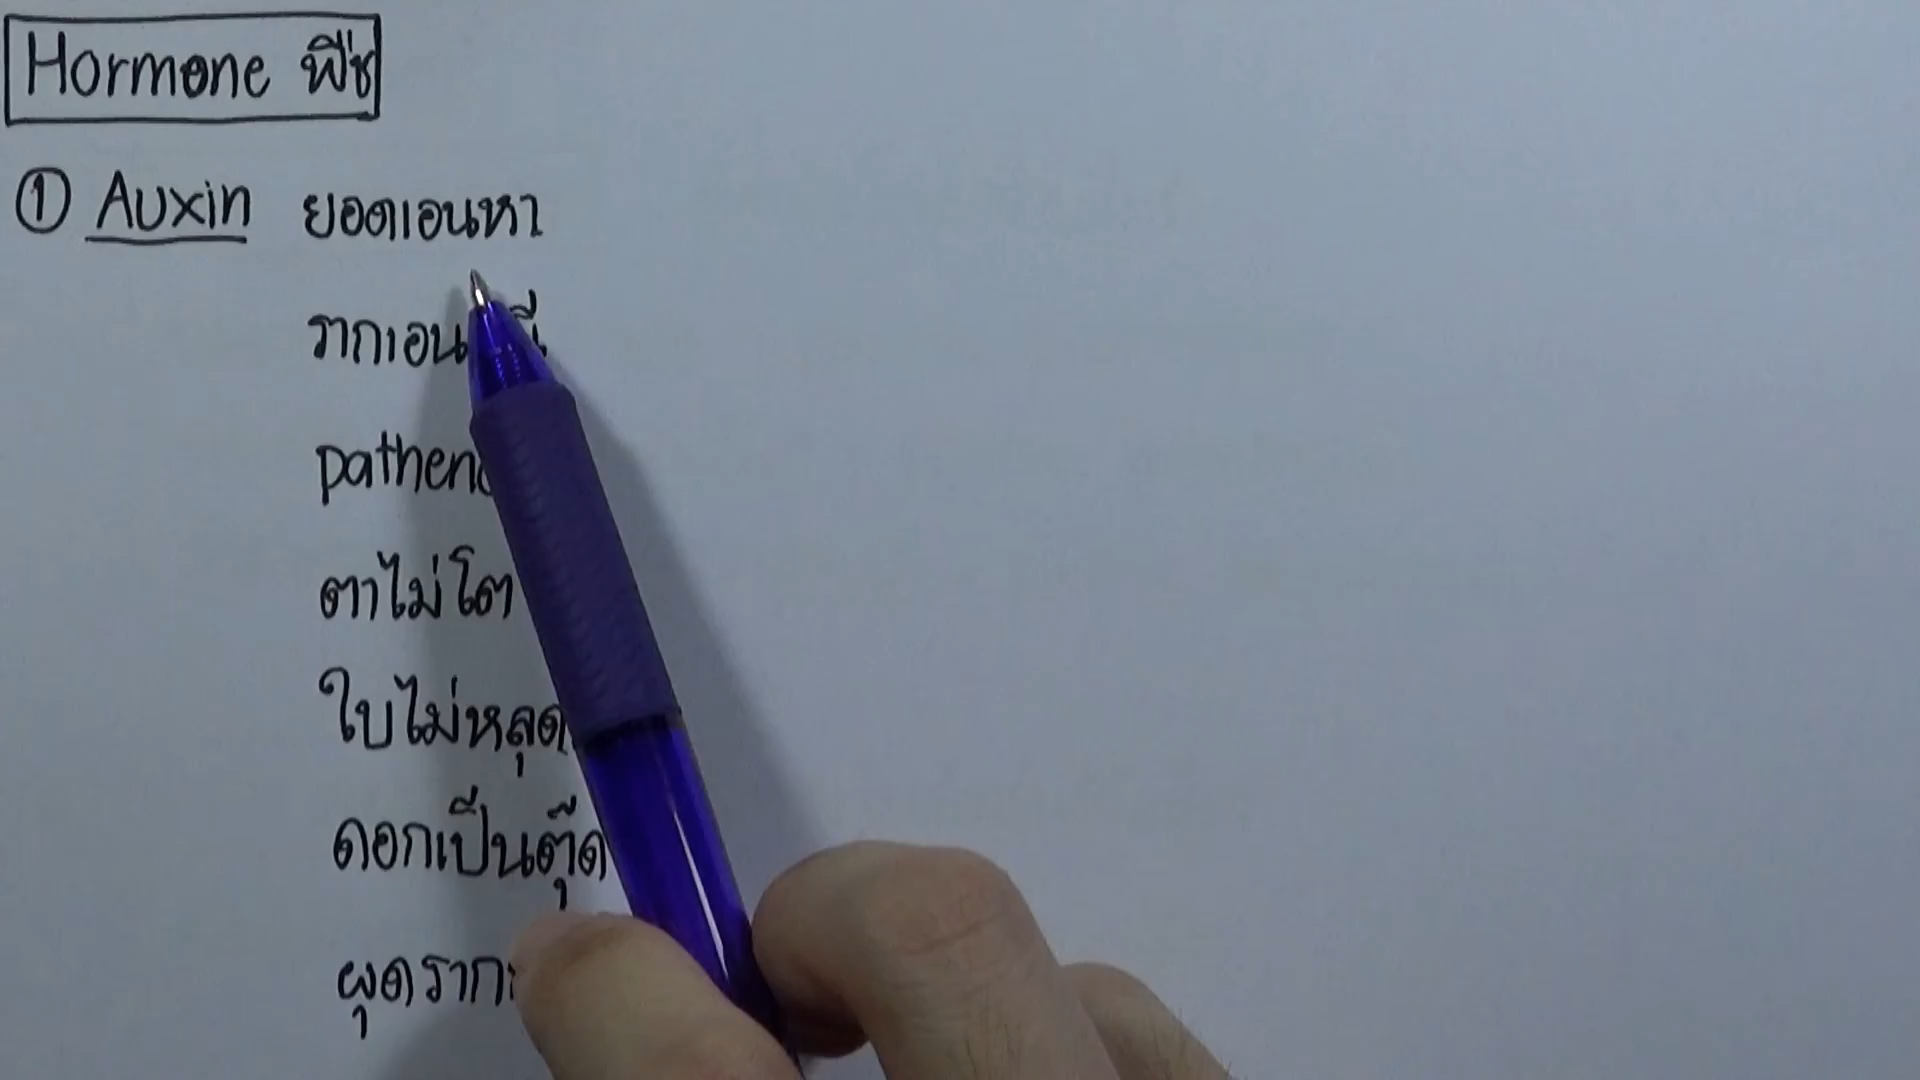 Hormone พืช
① Auxin ยอดเอนหา
รากเอน
ตาไม่โต
ใบไม่หลุด
ดอกเป็นตุ๊ด
ผุดราก